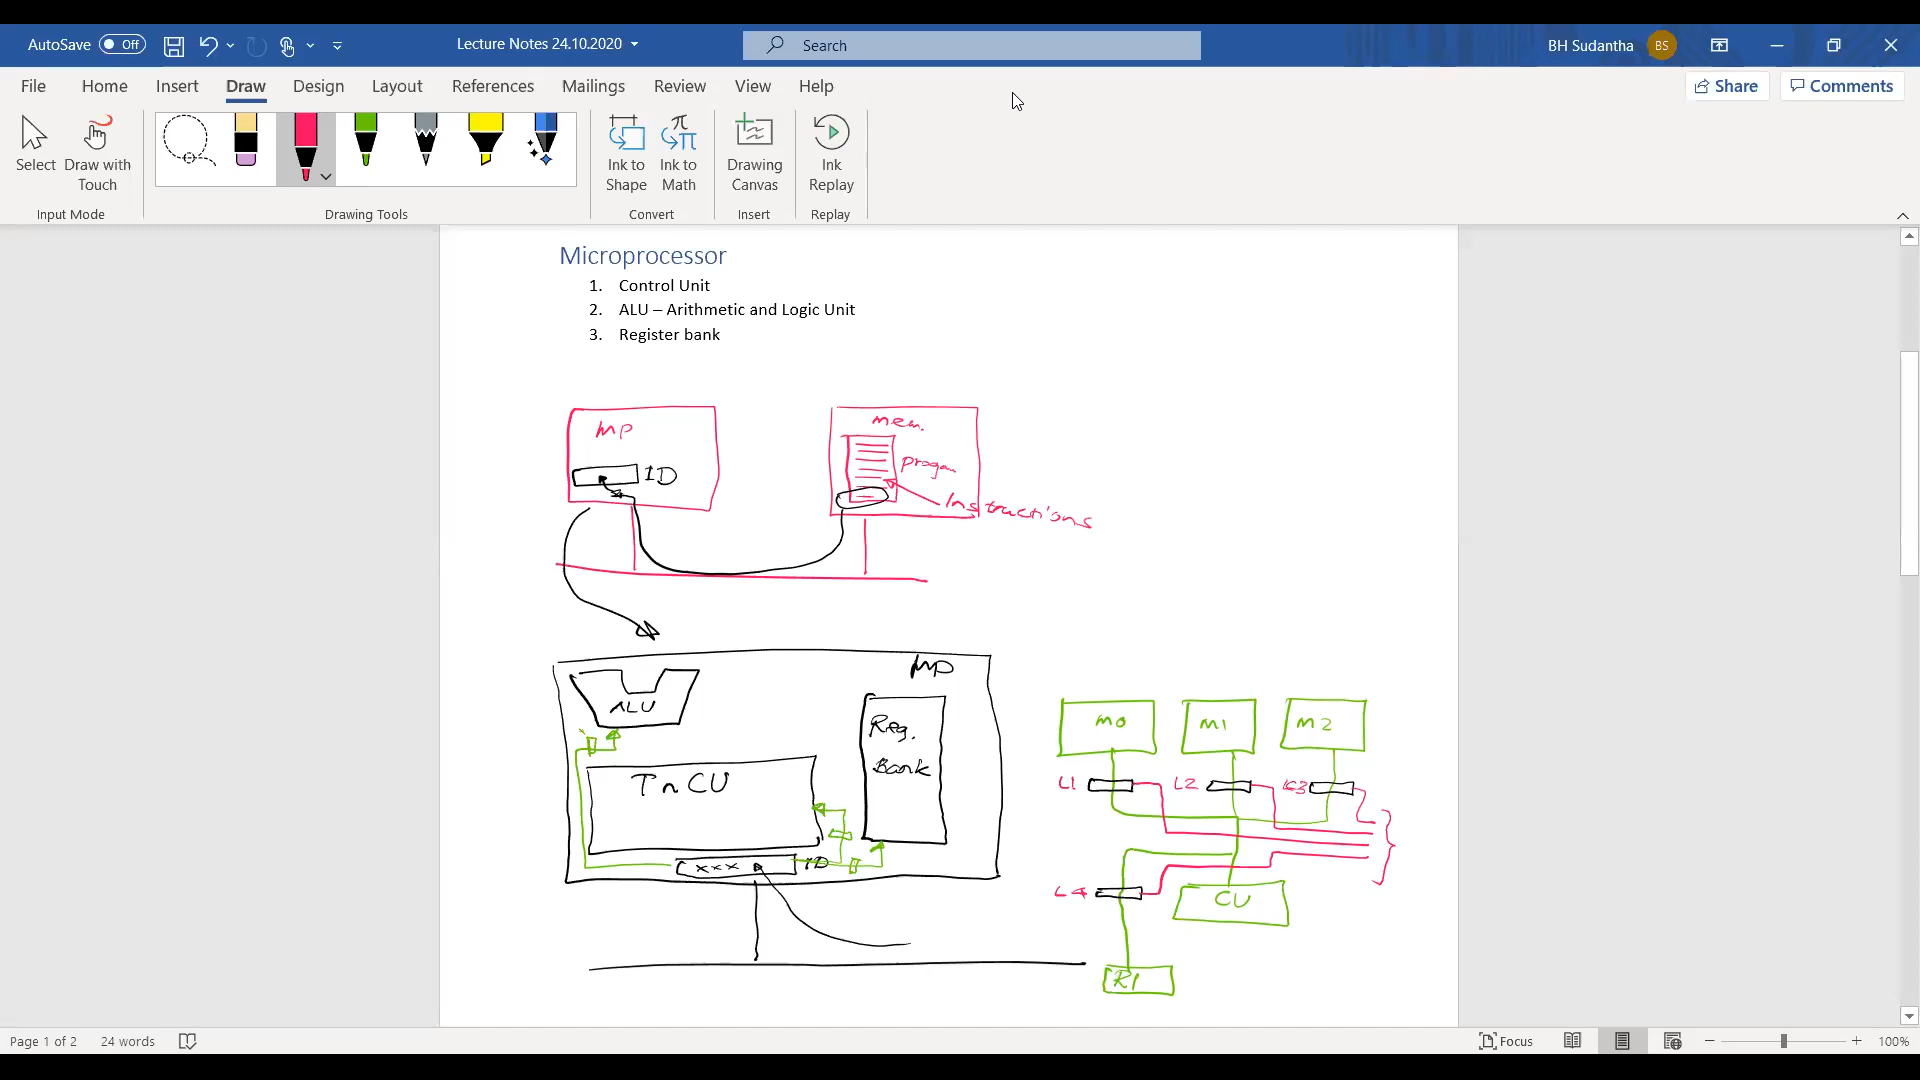 AutoSave Off Lecture Notes 24.10.2020 Search BH Sudantha BS
File Home Insert Draw Design Layout References Mailings Review View Help Share Comments
Select
Draw with Touch
Ink to Shape
Ink to Math
Drawing Canvas
Ink Replay
Input Mode Drawing Tools Convert Insert Replay
Microprocessor
1. Control Unit
2. ALU – Arithmetic and Logic Unit
3. Register bank
MP
mem.
ID
Instructions
MP
ALU
Reg.
Bank
CU
xxx
ID
M0 M1 M2
L1 L2
L4
CU
R1
Page 1 of 2 24 words Focus 100%